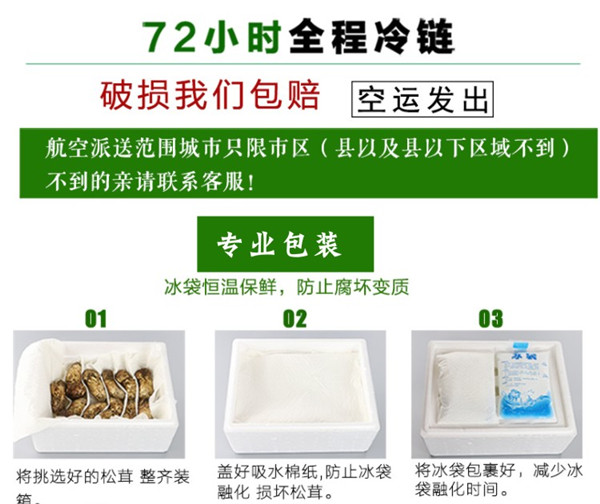 72小时全程冷链
破损我们包赔 空运发出
航空派送范围城市只限市区（县以及县以下区域不到）
不到的亲请联系客服!
专业包装
冰袋恒温保鲜，防止腐坏变质
01 02 03
冰袋
将挑选好的松茸 整齐装
箱。
盖好吸水棉纸,防止冰袋
融化 损坏松茸。
将冰袋包裹好，减少冰
袋融化时间。